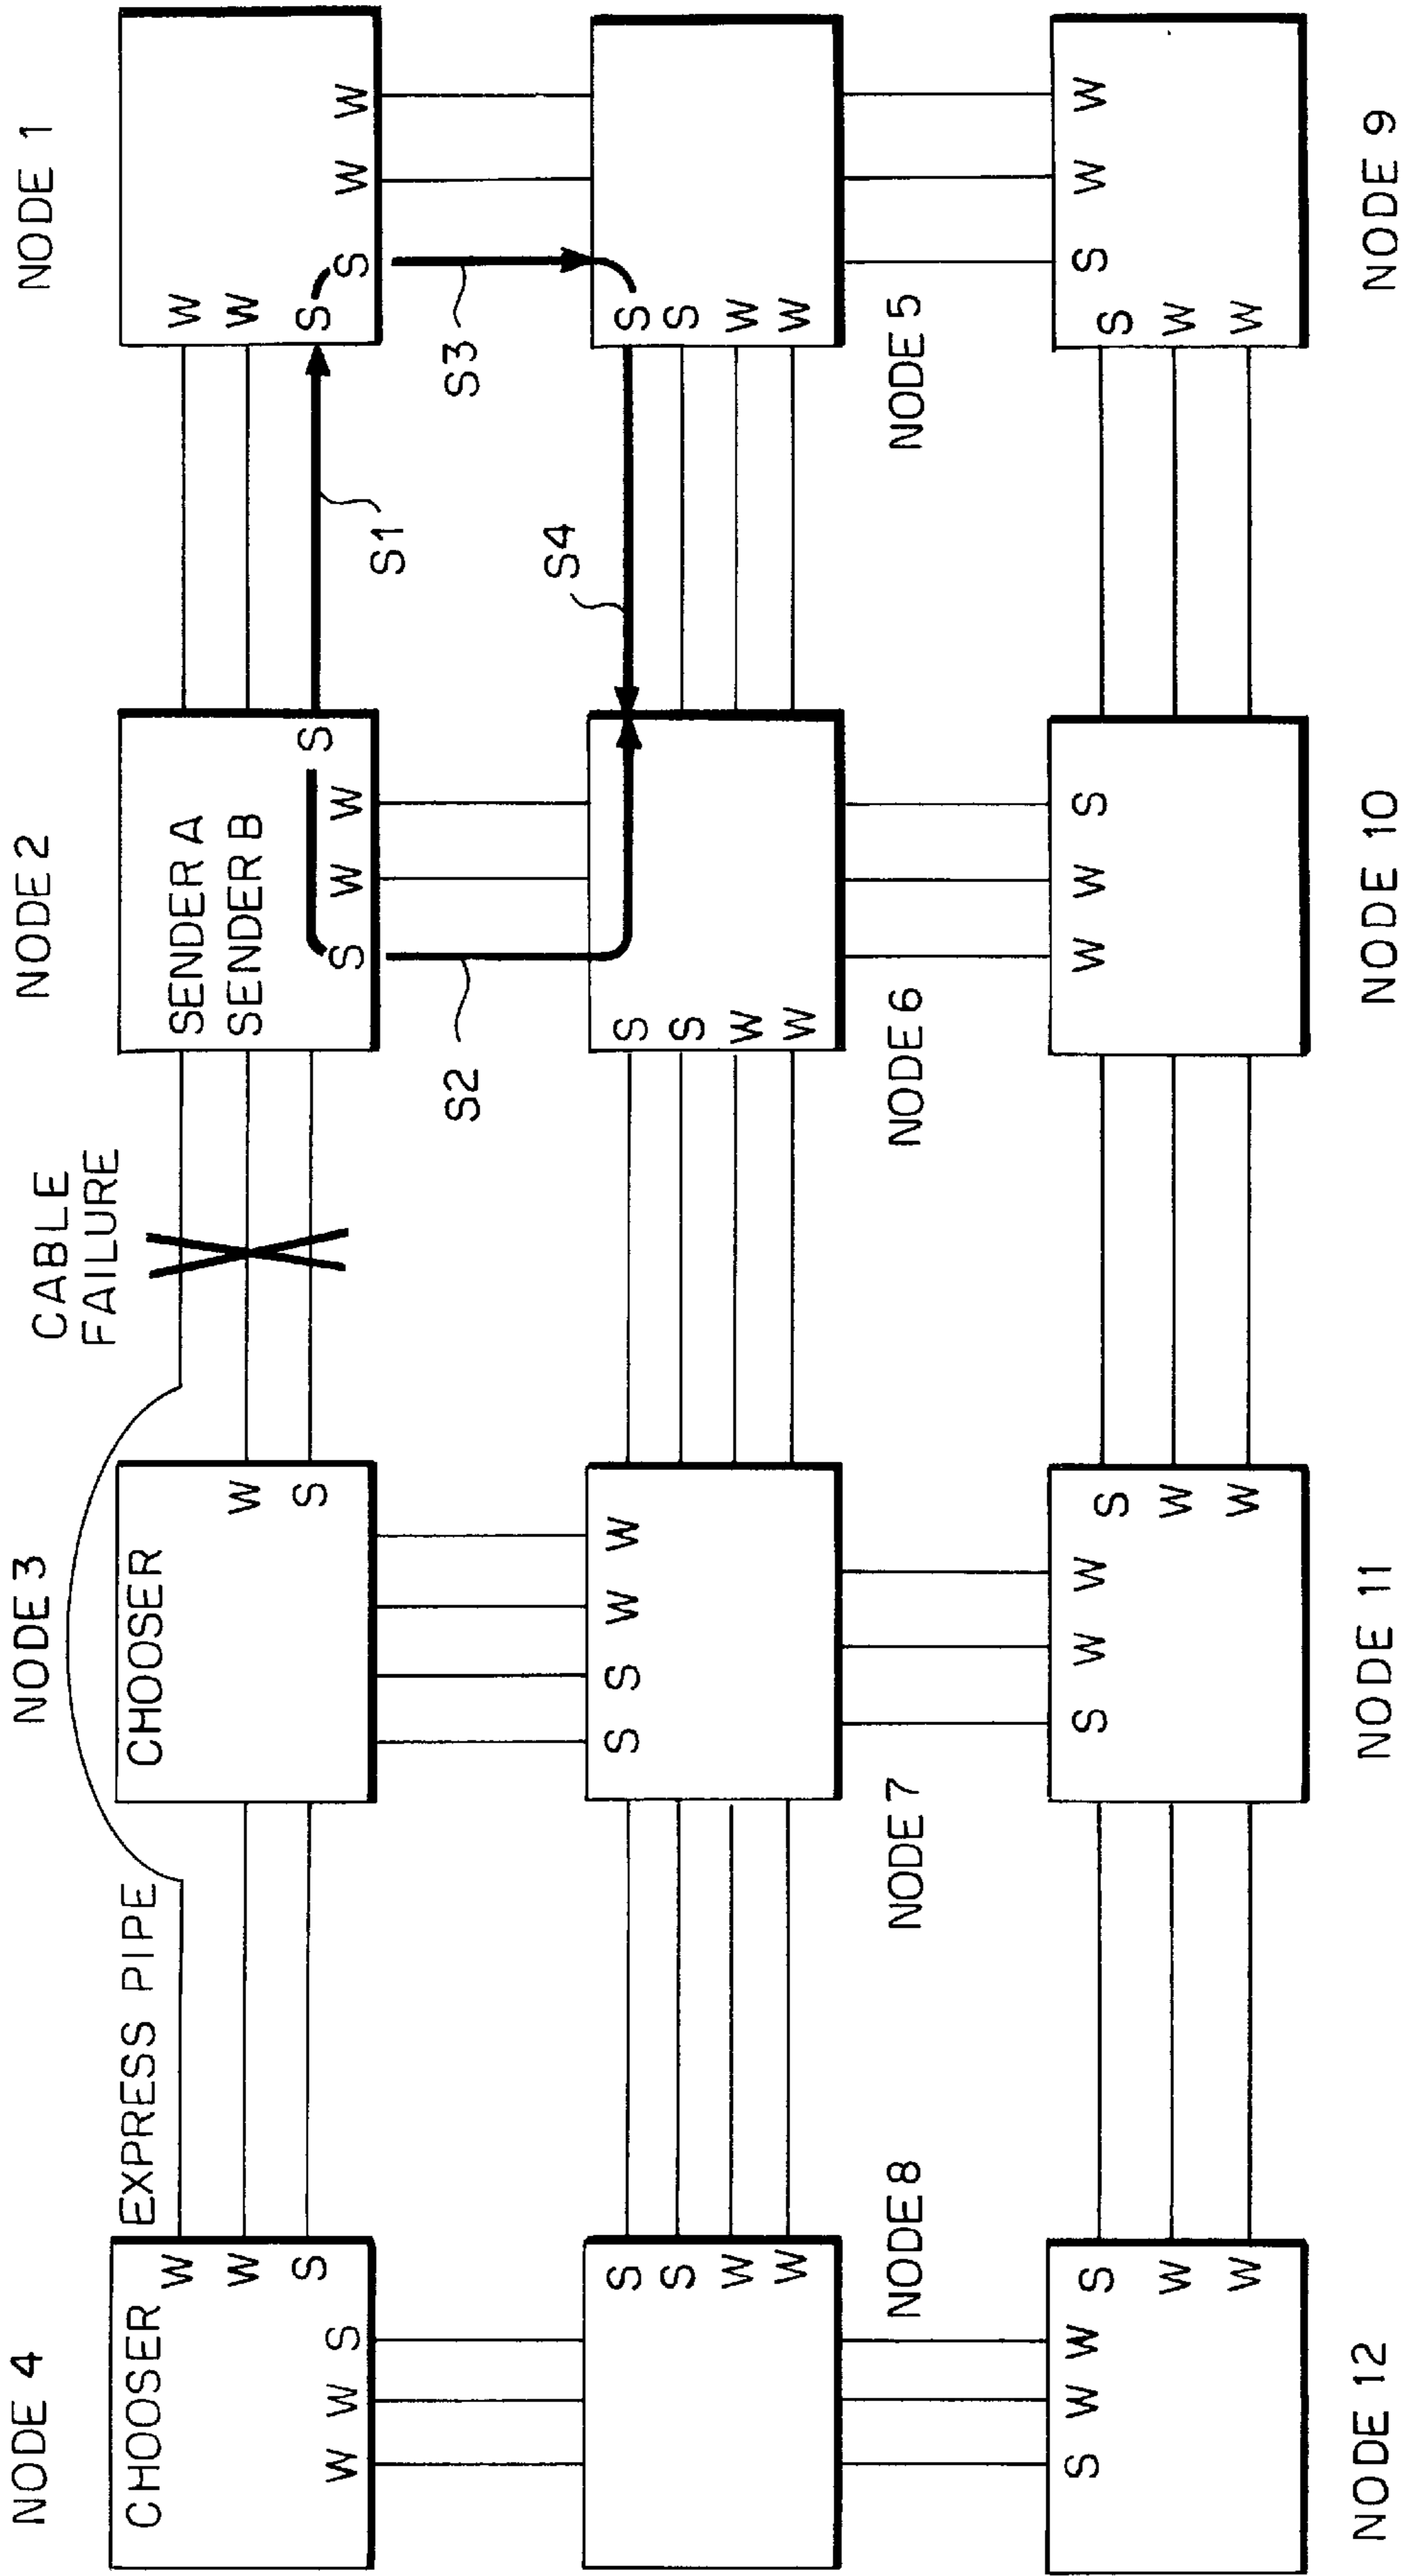 NODE 4
NODE 3
CABLE
FAILURE
NODE 2
NODE 1
CHOOSER
W
W
S
W W S
EXPRESS PIPE
CHOOSER
W
S
SENDER A
SENDER B
S
S W W
W
W
S
S W W
S1
S2
S3
S4
S
S
W
W
S S W W
S
S
W
W
S
S
W
W
NODE 8
NODE 7
NODE 6
NODE 5
S W W
S
W
W
S W W
S
W
W
W W S
S W W
S
W
W
NODE 12
NODE 11
NODE 10
NODE 9